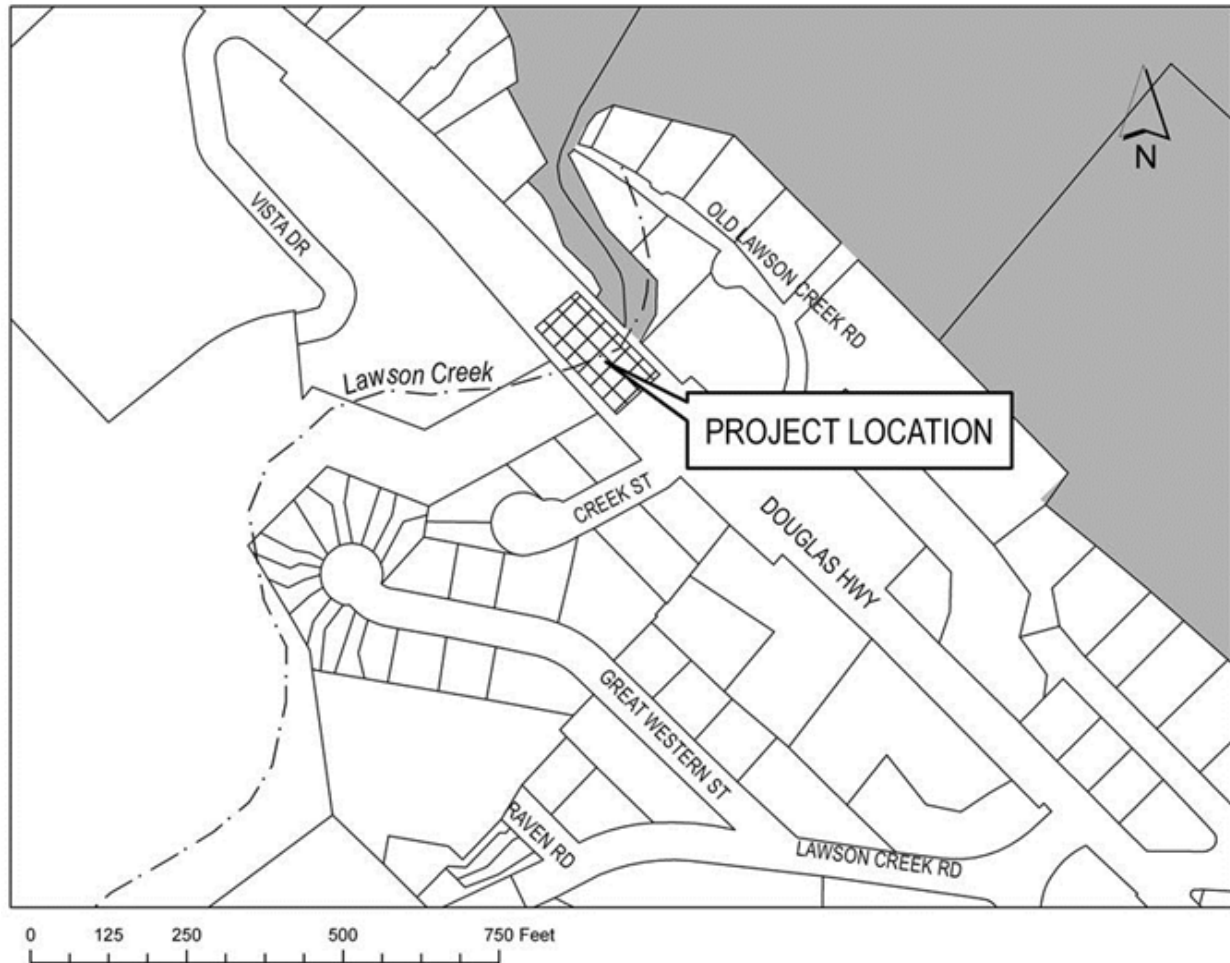 N
VISTA DR
OLD LAWSON CREEK RD
Lawson Creek
PROJECT LOCATION
CREEK ST
DOUGLAS HWY
GREAT WESTERN ST
RAVEN RD
LAWSON CREEK RD
0 125 250 500 750 Feet